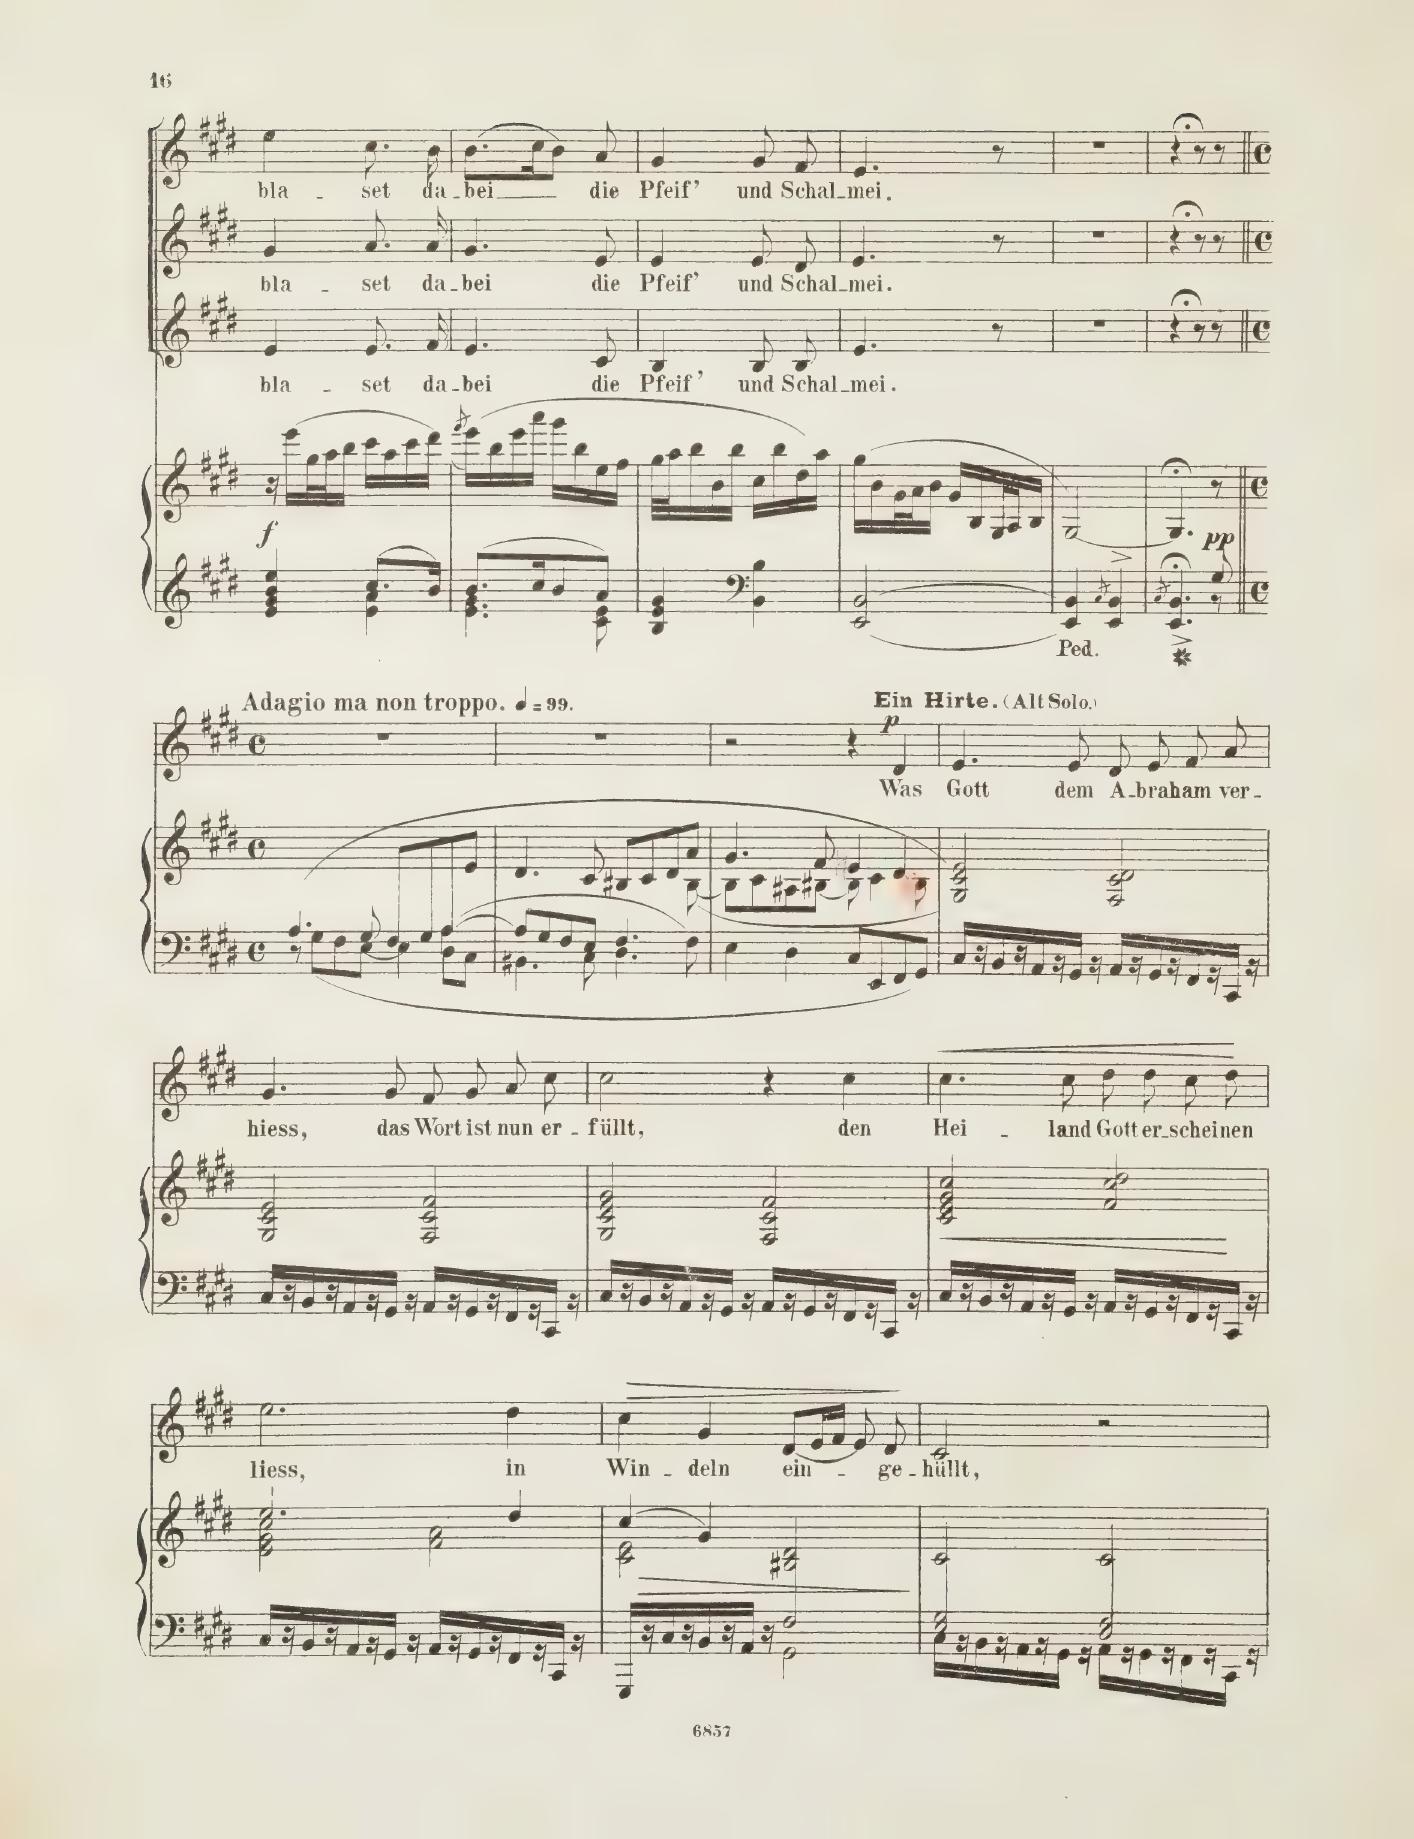 16
bla - set da - bei die Pfeif' und Schal - mei.
bla - set da - bei die Pfeif' und Schal - mei.
bla - set da - bei die Pfeif' und Schal - mei.
f
pp
Ped.
Adagio ma non troppo. ♩ = 99. Ein Hirte. (Alt Solo.)
p
Was Gott dem A - braham ver -
hiess, das Wort ist nun er - füllt, den Hei - land Gott er - scheinen
liess, in Win - deln ein - ge - hüllt,
6857